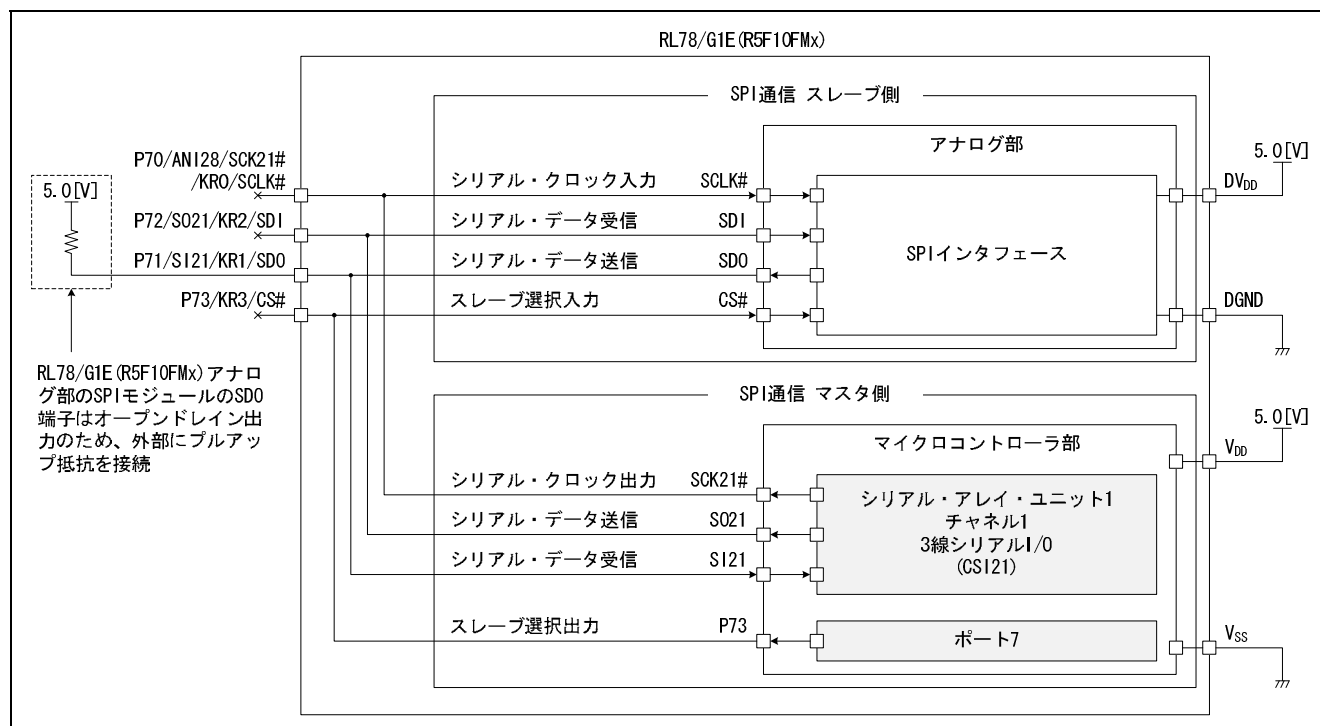 RL78/G1E(R5F10FMx)
SPI通信 スレーブ側
アナログ部
5.0[V]
P70/ANI28/SCK21#
/KR0/SCLK#
シリアル・クロック入力 SCLK#
DVDD
5.0[V]
P72/SO21/KR2/SDI
シリアル・データ受信 SDI
SPIインタフェース
P71/SI21/KR1/SDO
シリアル・データ送信 SDO
P73/KR3/CS#
スレーブ選択入力 CS#
DGND
RL78/G1E(R5F10FMx)アナロ
グ部のSPIモジュールのSDO
端子はオープンドレイン出
力のため、外部にプルアッ
プ抵抗を接続
SPI通信 マスタ側
5.0[V]
マイクロコントローラ部
VDD
シリアル・クロック出力 SCK21#
シリアル・データ送信 SO21
シリアル・データ受信 SI21
シリアル・アレイ・ユニット1
チャネル1
3線シリアルI/O
(CSI21)
スレーブ選択出力 P73
ポート7
VSS